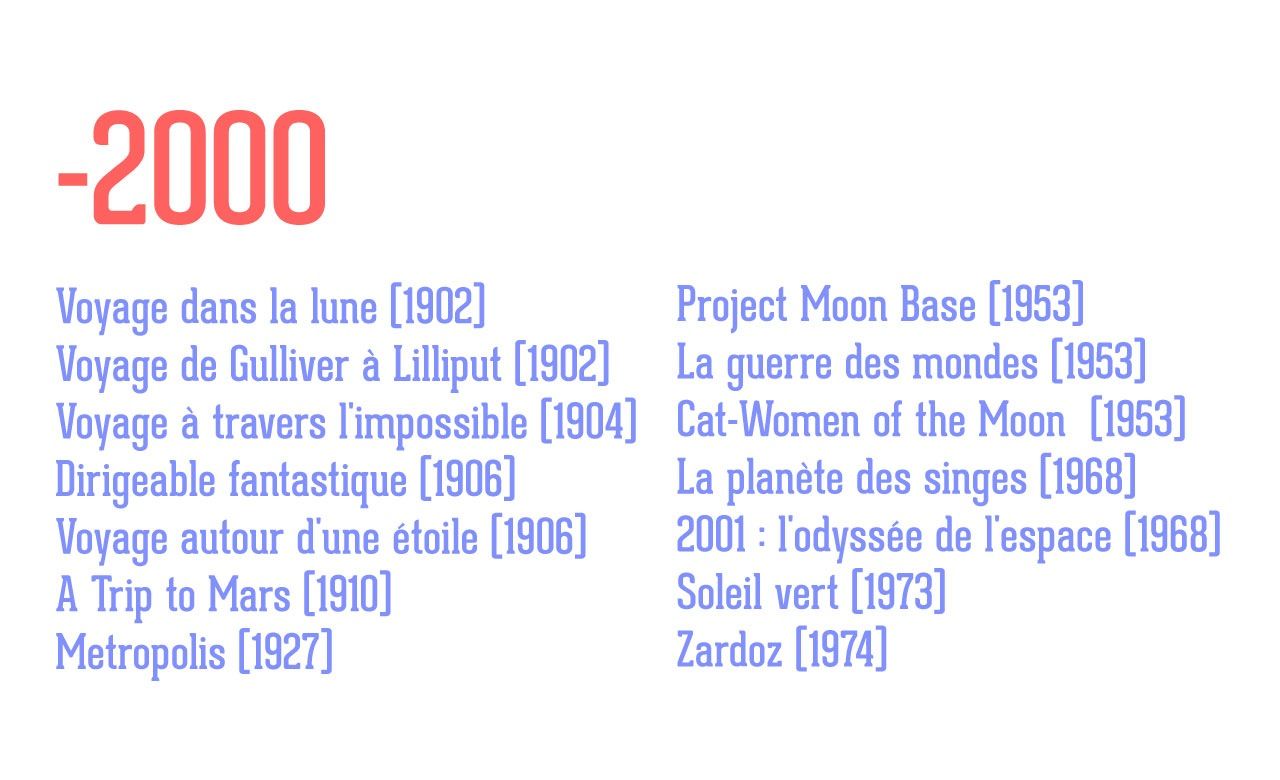 -2000
Voyage dans la lune [1902]
Voyage de Gulliver à Lilliput [1902]
Voyage à travers l'impossible [1904]
Dirigeable fantastique [1906]
Voyage autour d'une étoile [1906]
A Trip to Mars [1910]
Metropolis [1927]
Project Moon Base [1953]
La guerre des mondes [1953]
Cat-Women of the Moon [1953]
La planète des singes [1968]
2001 : l'odyssée de l'espace [1968]
Soleil vert [1973]
Zardoz [1974]